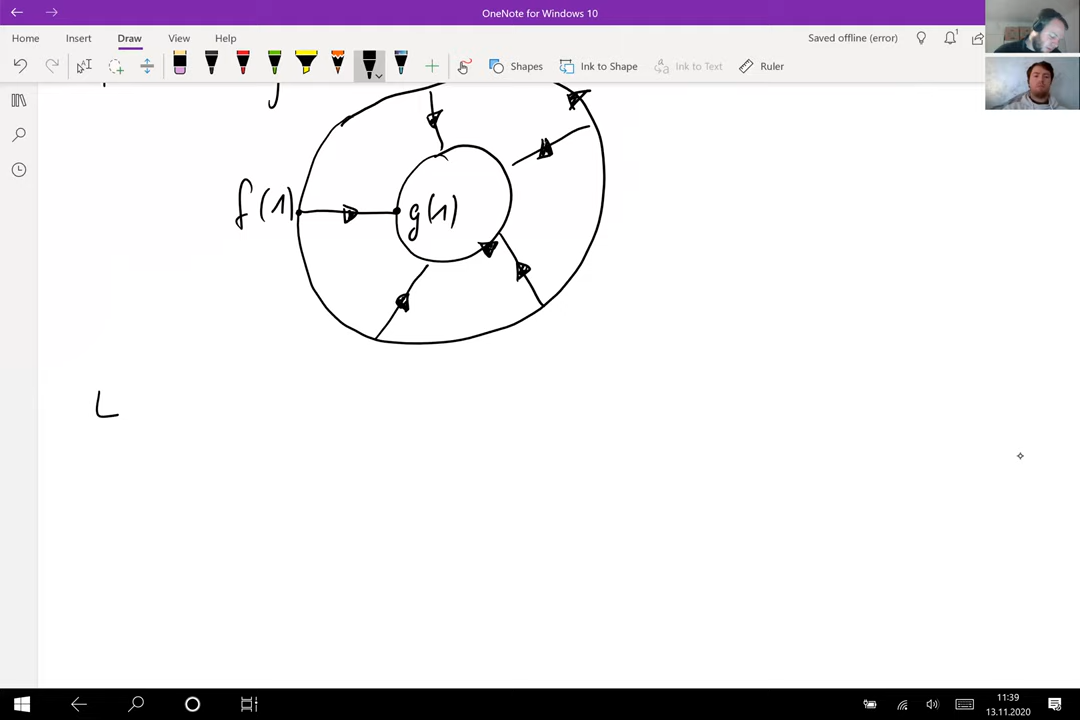 OneNote for Windows 10
Home Insert Draw View Help Saved offline (error) 1
Shapes Ink to Shape Ink to Text Ruler
f(1) g(1)
L
11:39
13.11.2020